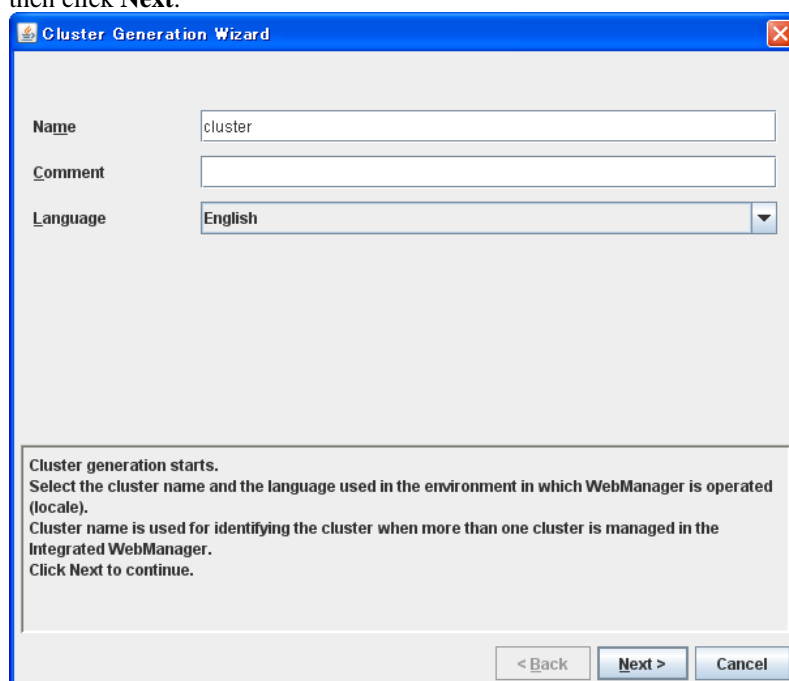 then click Next.
Cluster Generation Wizard
Name
cluster
Comment
Language
English
Cluster generation starts.
Select the cluster name and the language used in the environment in which WebManager is operated
(locale).
Cluster name is used for identifying the cluster when more than one cluster is managed in the
Integrated WebManager.
Click Next to continue.
< Back Next > Cancel